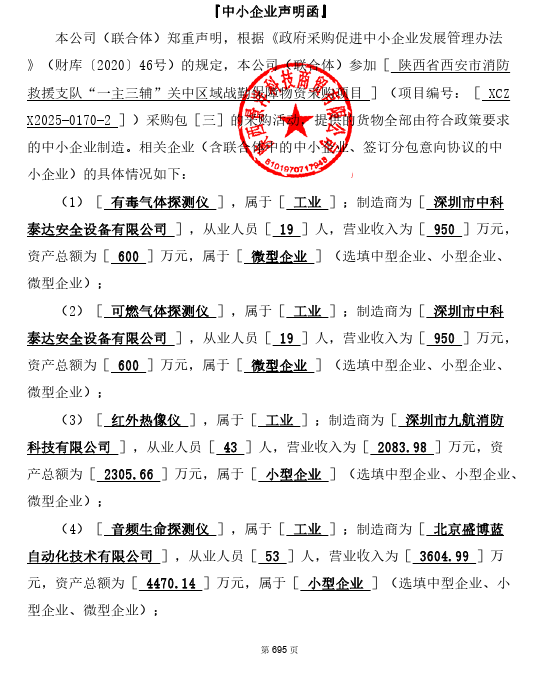 『中小企业声明函』
本公司（联合体）郑重声明，根据《政府采购促进中小企业发展管理办法
》（财库〔2020〕46号）的规定，本公司（联合体）参加［ 陕西省西安市消防
救援支队“一主三辅”关中区域战勤保障物资采购项目 ］（项目编号：［ XCZ
X2025-0170-2 ］）采购包［三］的采购活动，提供的货物全部由符合政策要求
的中小企业制造。相关企业（含联合体中的中小企业、签订分包意向协议的中
小企业）的具体情况如下：
（1）［ 有毒气体探测仪 ］，属于［ 工业 ］；制造商为［ 深圳市中科
泰达安全设备有限公司 ］，从业人员［ 19 ］人，营业收入为［ 950 ］万元，
资产总额为［ 600 ］万元，属于［ 微型企业 ］（选填中型企业、小型企业、
微型企业）；
（2）［ 可燃气体探测仪 ］，属于［ 工业 ］；制造商为［ 深圳市中科
泰达安全设备有限公司 ］，从业人员［ 19 ］人，营业收入为［ 950 ］万元，
资产总额为［ 600 ］万元，属于［ 微型企业 ］（选填中型企业、小型企业、
微型企业）；
（3）［ 红外热像仪 ］，属于［ 工业 ］；制造商为［ 深圳市九航消防
科技有限公司 ］，从业人员［ 43 ］人，营业收入为［ 2083.98 ］万元，资
产总额为［ 2305.66 ］万元，属于［ 小型企业 ］（选填中型企业、小型企业、
微型企业）；
（4）［ 音频生命探测仪 ］，属于［ 工业 ］；制造商为［ 北京盛博蓝
自动化技术有限公司 ］，从业人员［ 53 ］人，营业收入为［ 3604.99 ］万
元，资产总额为［ 4470.14 ］万元，属于［ 小型企业 ］（选填中型企业、小
型企业、微型企业）；
第 695 页
科技商贸有限公司
6101970717948